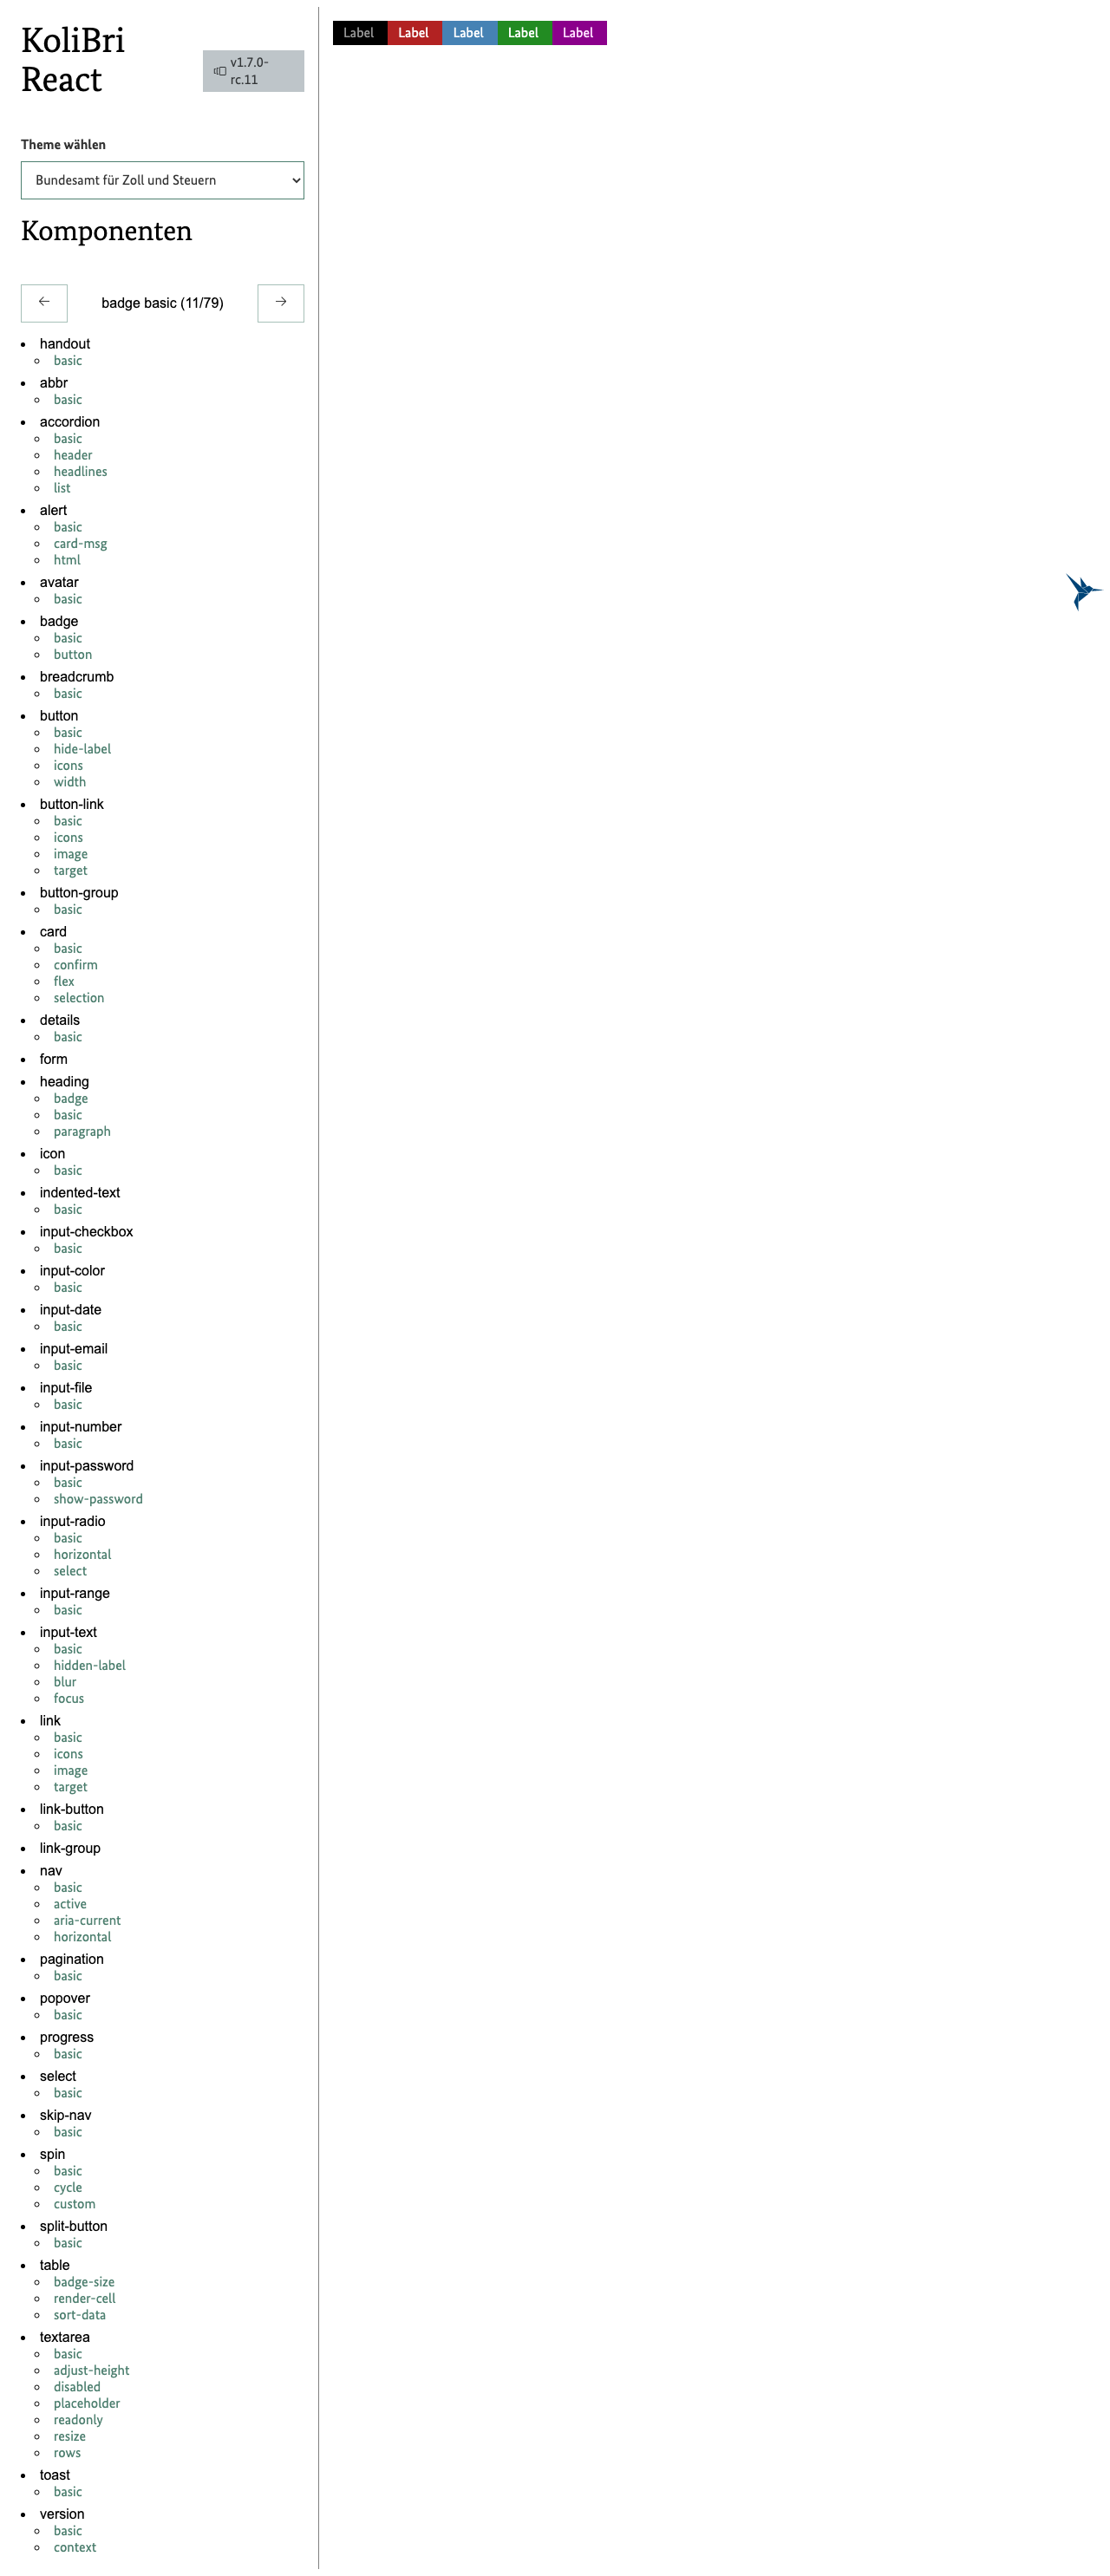 KoliBri
React
v1.7.0-
rc.11
Theme wählen
Bundesamt für Zoll und Steuern
Komponenten
badge basic (11/79)
handout
basic
abbr
basic
accordion
basic
header
headlines
list
alert
basic
card-msg
html
avatar
basic
badge
basic
button
breadcrumb
basic
button
basic
hide-label
icons
width
button-link
basic
icons
image
target
button-group
basic
card
basic
confirm
flex
selection
details
basic
form
heading
badge
basic
paragraph
icon
basic
indented-text
basic
input-checkbox
basic
input-color
basic
input-date
basic
input-email
basic
input-file
basic
input-number
basic
input-password
basic
show-password
input-radio
basic
horizontal
select
input-range
basic
input-text
basic
hidden-label
blur
focus
link
basic
icons
image
target
link-button
basic
link-group
nav
basic
active
aria-current
horizontal
pagination
basic
popover
basic
progress
basic
select
basic
skip-nav
basic
spin
basic
cycle
custom
split-button
basic
table
badge-size
render-cell
sort-data
textarea
basic
adjust-height
disabled
placeholder
readonly
resize
rows
toast
basic
version
basic
context
Label Label Label Label Label